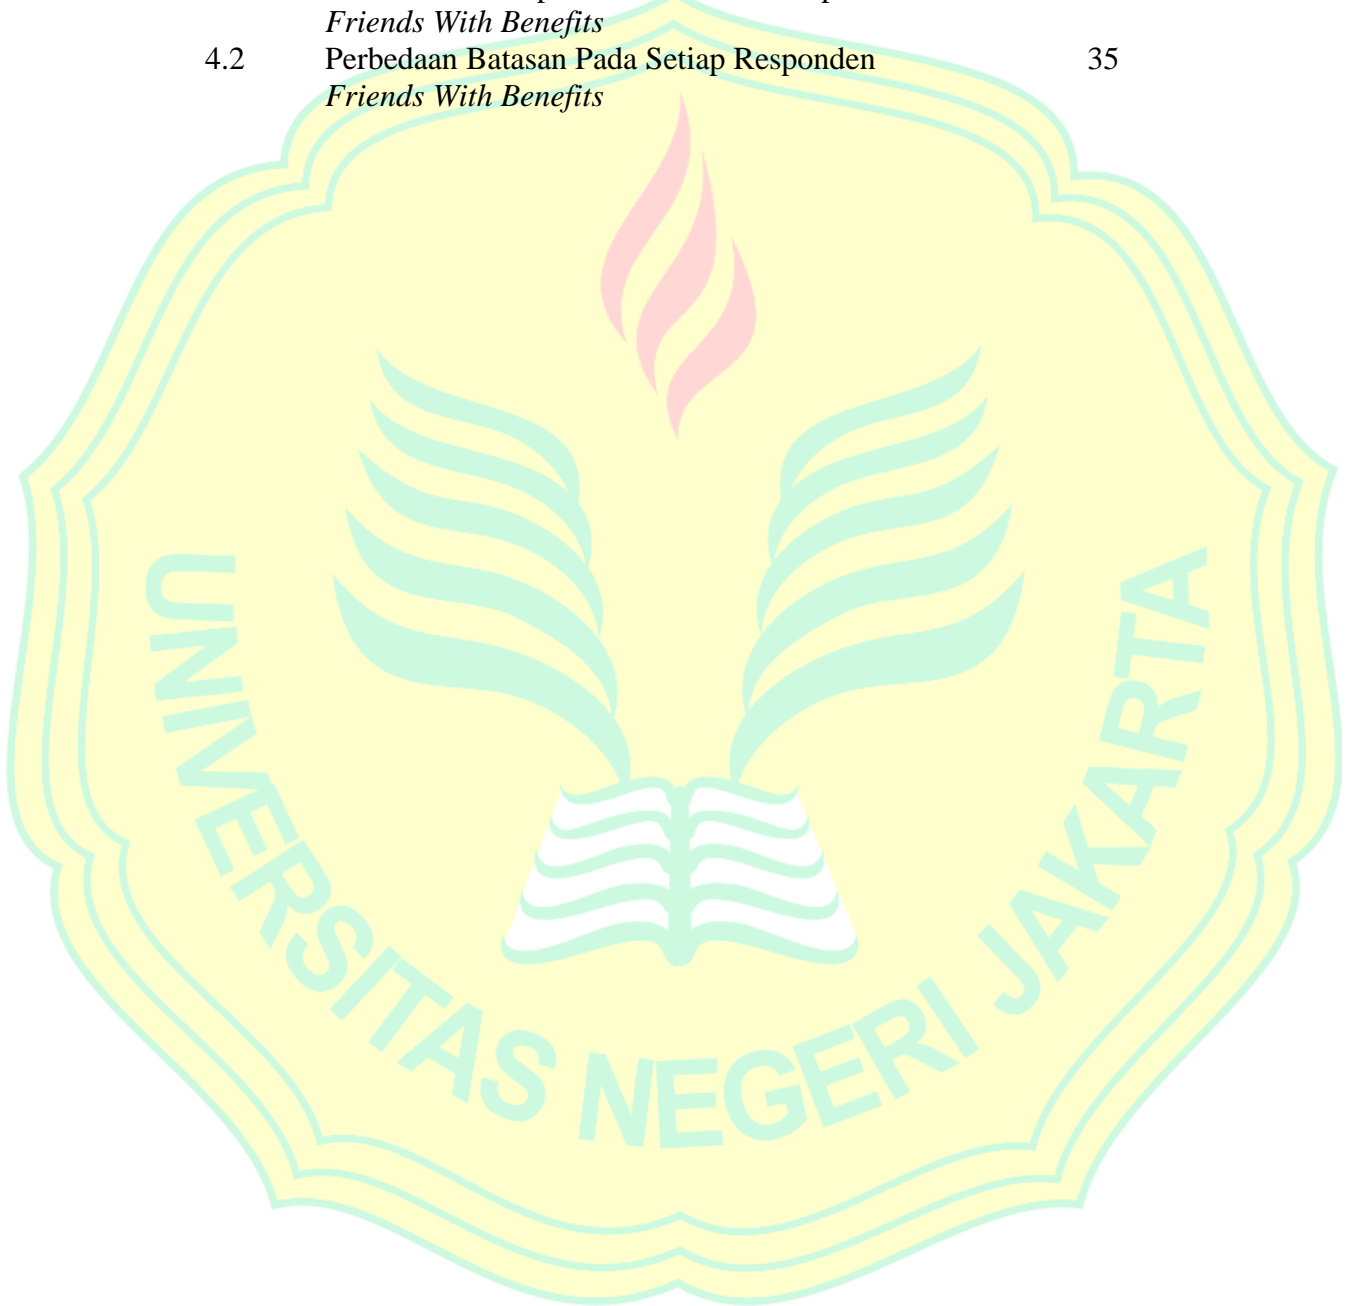 Friends With Benefits
4.2 Perbedaan Batasan Pada Setiap Responden 35
Friends With Benefits
UNIVERSITAS NEGERI JAKARTA